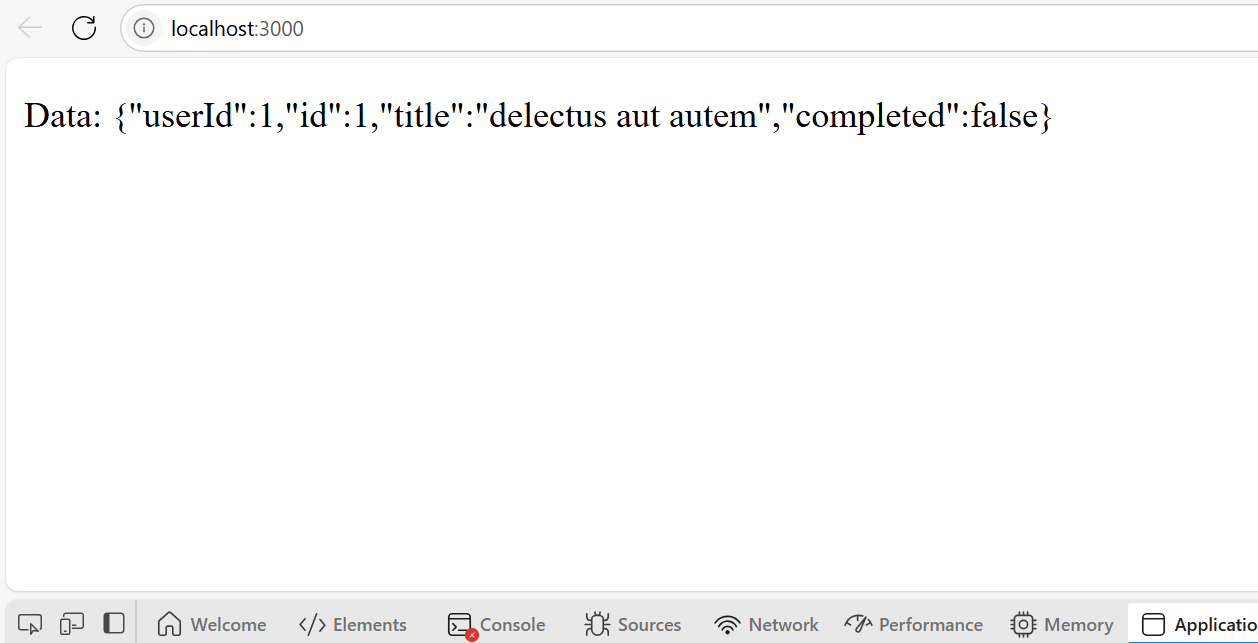 localhost:3000
Data: {"userId":1,"id":1,"title":"delectus aut autem","completed":false}
Welcome </> Elements Console Sources Network Performance Memory